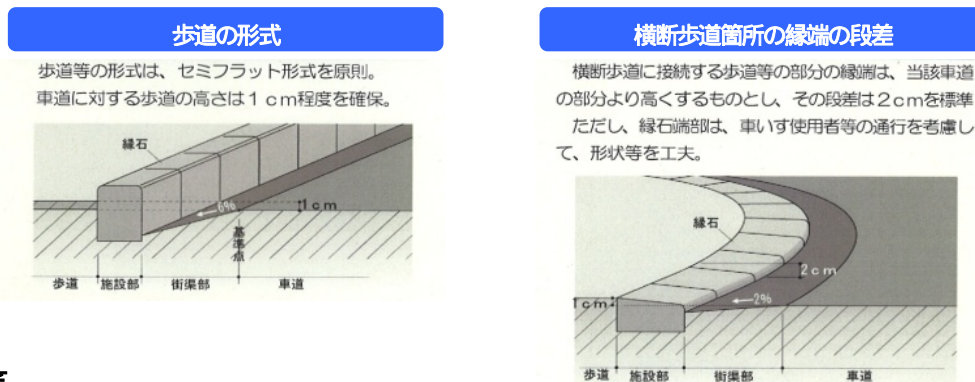 歩道の形式
歩道等の形式は、セミフラット形式を原則。
車道に対する歩道の高さは1cm程度を確保。
縁石
6%
1cm
基準点
歩道 施設部 街渠部 車道
横断歩道箇所の縁端の段差
横断歩道に接続する歩道等の部分の縁端は、当該車道
の部分より高くするものとし、その段差は2cmを標準
ただし、縁石端部は、車いす使用者等の通行を考慮し
て、形状等を工夫。
縁石
2cm
1cm
2%
歩道 施設部 街渠部 車道